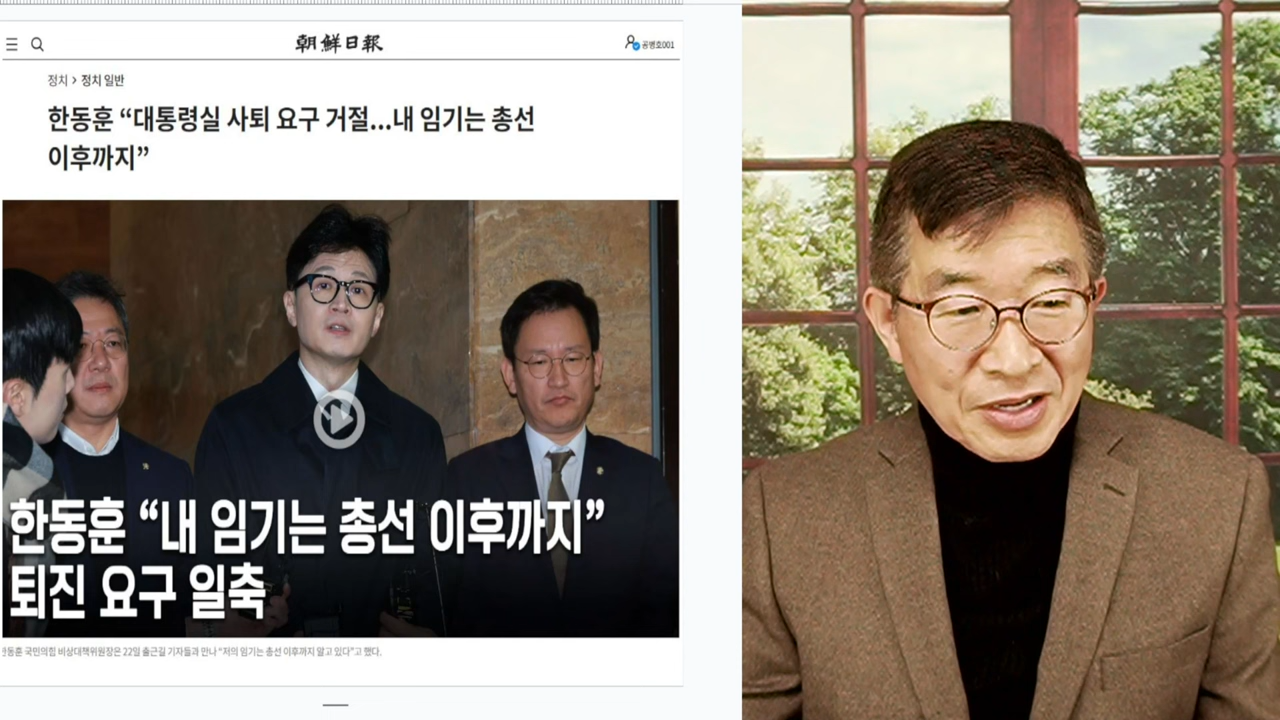 朝鮮日報
공병호001
정치 > 정치 일반
한동훈 “대통령실 사퇴 요구 거절...내 임기는 총선
이후까지”
한동훈 “내 임기는 총선 이후까지”
퇴진 요구 일축
한동훈 국민의힘 비상대책위원장은 22일 출근길 기자들과 만나 “저의 임기는 총선 이후까지 알고 있다”고 했다.